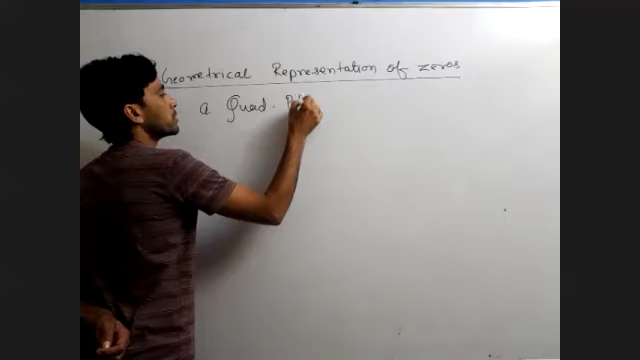 Geometrical Representation of zeros
a Quad.